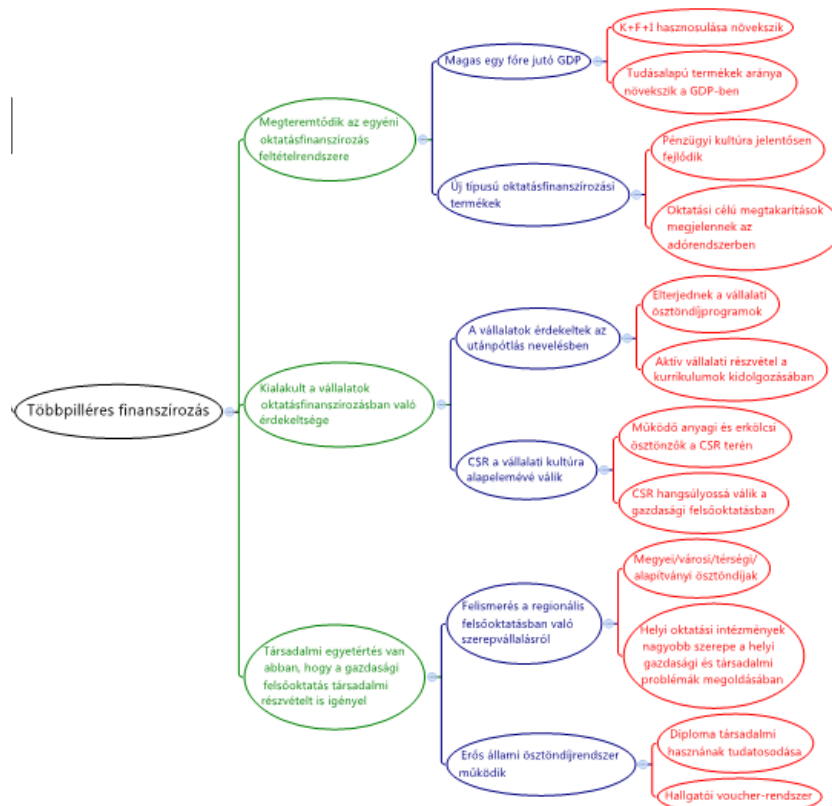 Többpilléres finanszírozás
Megteremtődik az egyéni
oktatásfinanszírozás
feltételrendszere
Magas egy főre jutó GDP
K+F+I hasznosulása növekszik
Tudásalapú termékek aránya
növekszik a GDP-ben
Új típusú oktatásfinanszírozási
termékek
Pénzügyi kultúra jelentősen
fejlődik
Oktatási célú megtakarítások
megjelennek az
adórendszerben
Kialakult a vállalatok
oktatásfinanszírozásban való
érdekeltsége
A vállalatok érdekeltek az
utánpótlás nevelésben
Elterjednek a vállalati
ösztöndíjprogramok
Aktív vállalati részvétel a
kurrikulumok kidolgozásában
CSR a vállalati kultúra
alapelemévé válik
Működő anyagi és erkölcsi
ösztönzők a CSR terén
CSR hangsúlyossá válik a
gazdasági felsőoktatásban
Társadalmi egyetértés van
abban, hogy a gazdasági
felsőoktatás társadalmi
részvételt is igényel
Felismerés a regionális
felsőoktatásban való
szerepvállalásról
Megyei/városi/térségi/
alapítványi ösztöndíjak
Helyi oktatási intézmények
nagyobb szerepe a helyi
gazdasági és társadalmi
problémák megoldásában
Erős állami ösztöndíjrendszer
működik
Diploma társadalmi
hasznának tudatosodása
Hallgatói voucher-rendszer